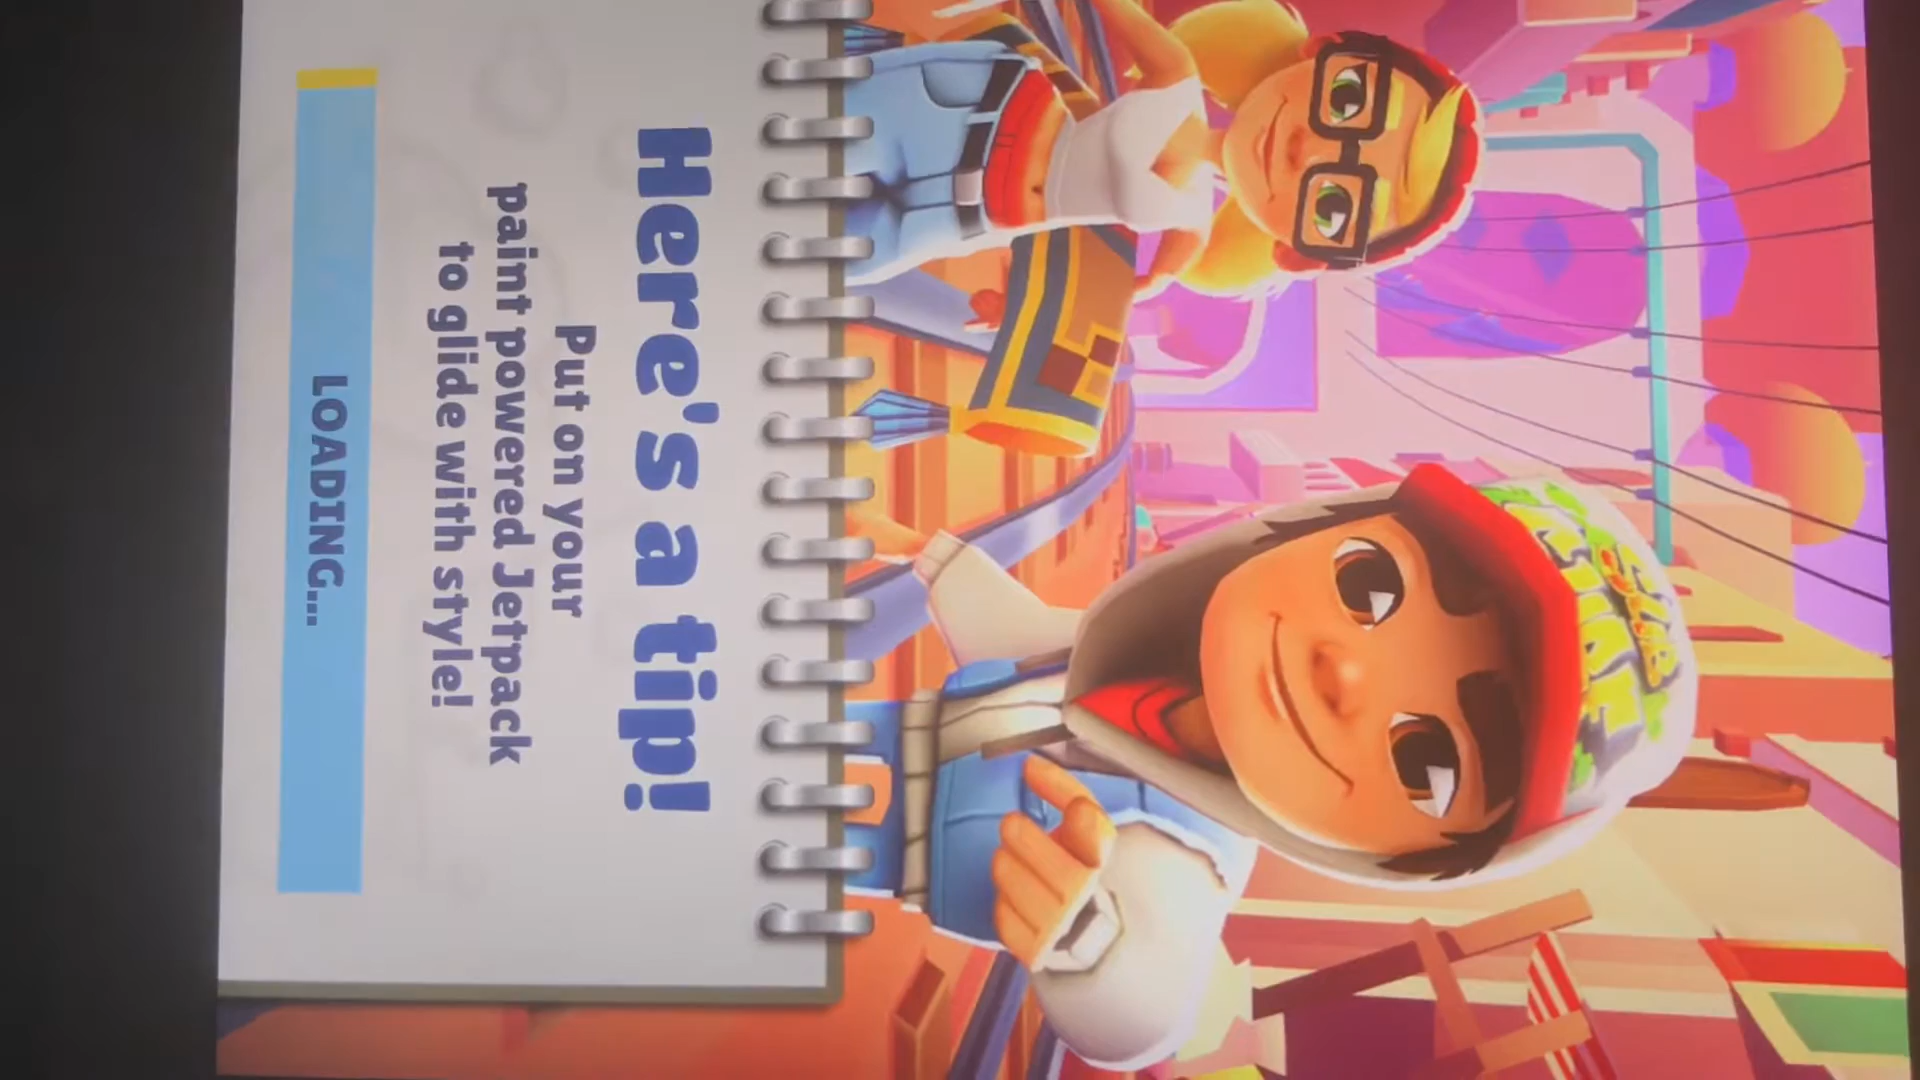 Here's a tip!
Put on your
paint powered Jetpack
to glide with style!
LOADING...